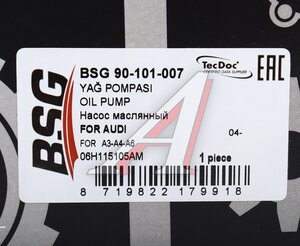 BSG
TecDoc
CERTIFIED DATA SUPPLIER
EAC
BSG 90-101-007
YAĞ POMPASI
OIL PUMP
Насос маслянный
FOR AUDI
FOR A3-A4-A6
04-
06H115105AM
1 piece
8 719822 179918